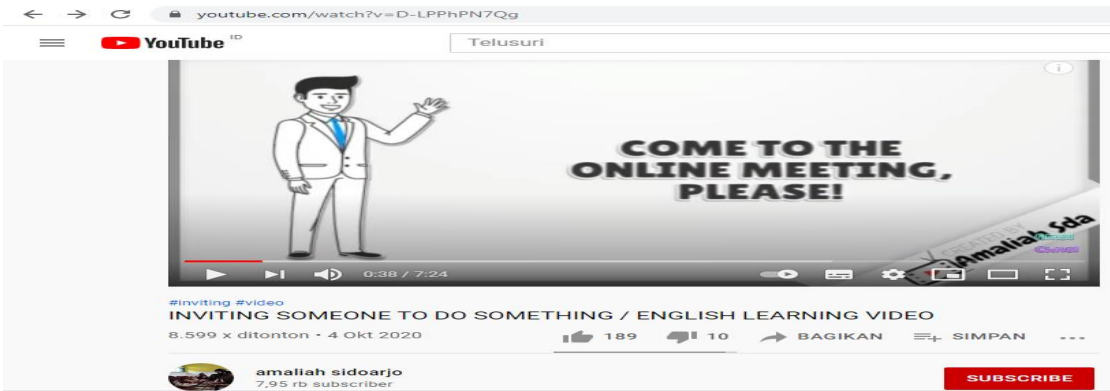 youtube.com/watch?v=D-LPPhPN7Qg
YouTube ID
Telusuri
COME TO THE
ONLINE MEETING,
PLEASE!
CREATED BY
Amaliah Sda
0:38 / 7:24
#inviting #video
INVITING SOMEONE TO DO SOMETHING / ENGLISH LEARNING VIDEO
8.599 x ditonton • 4 Okt 2020
189 10 BAGIKAN SIMPAN
amaliah sidoarjo
7,95 rb subscriber
SUBSCRIBE